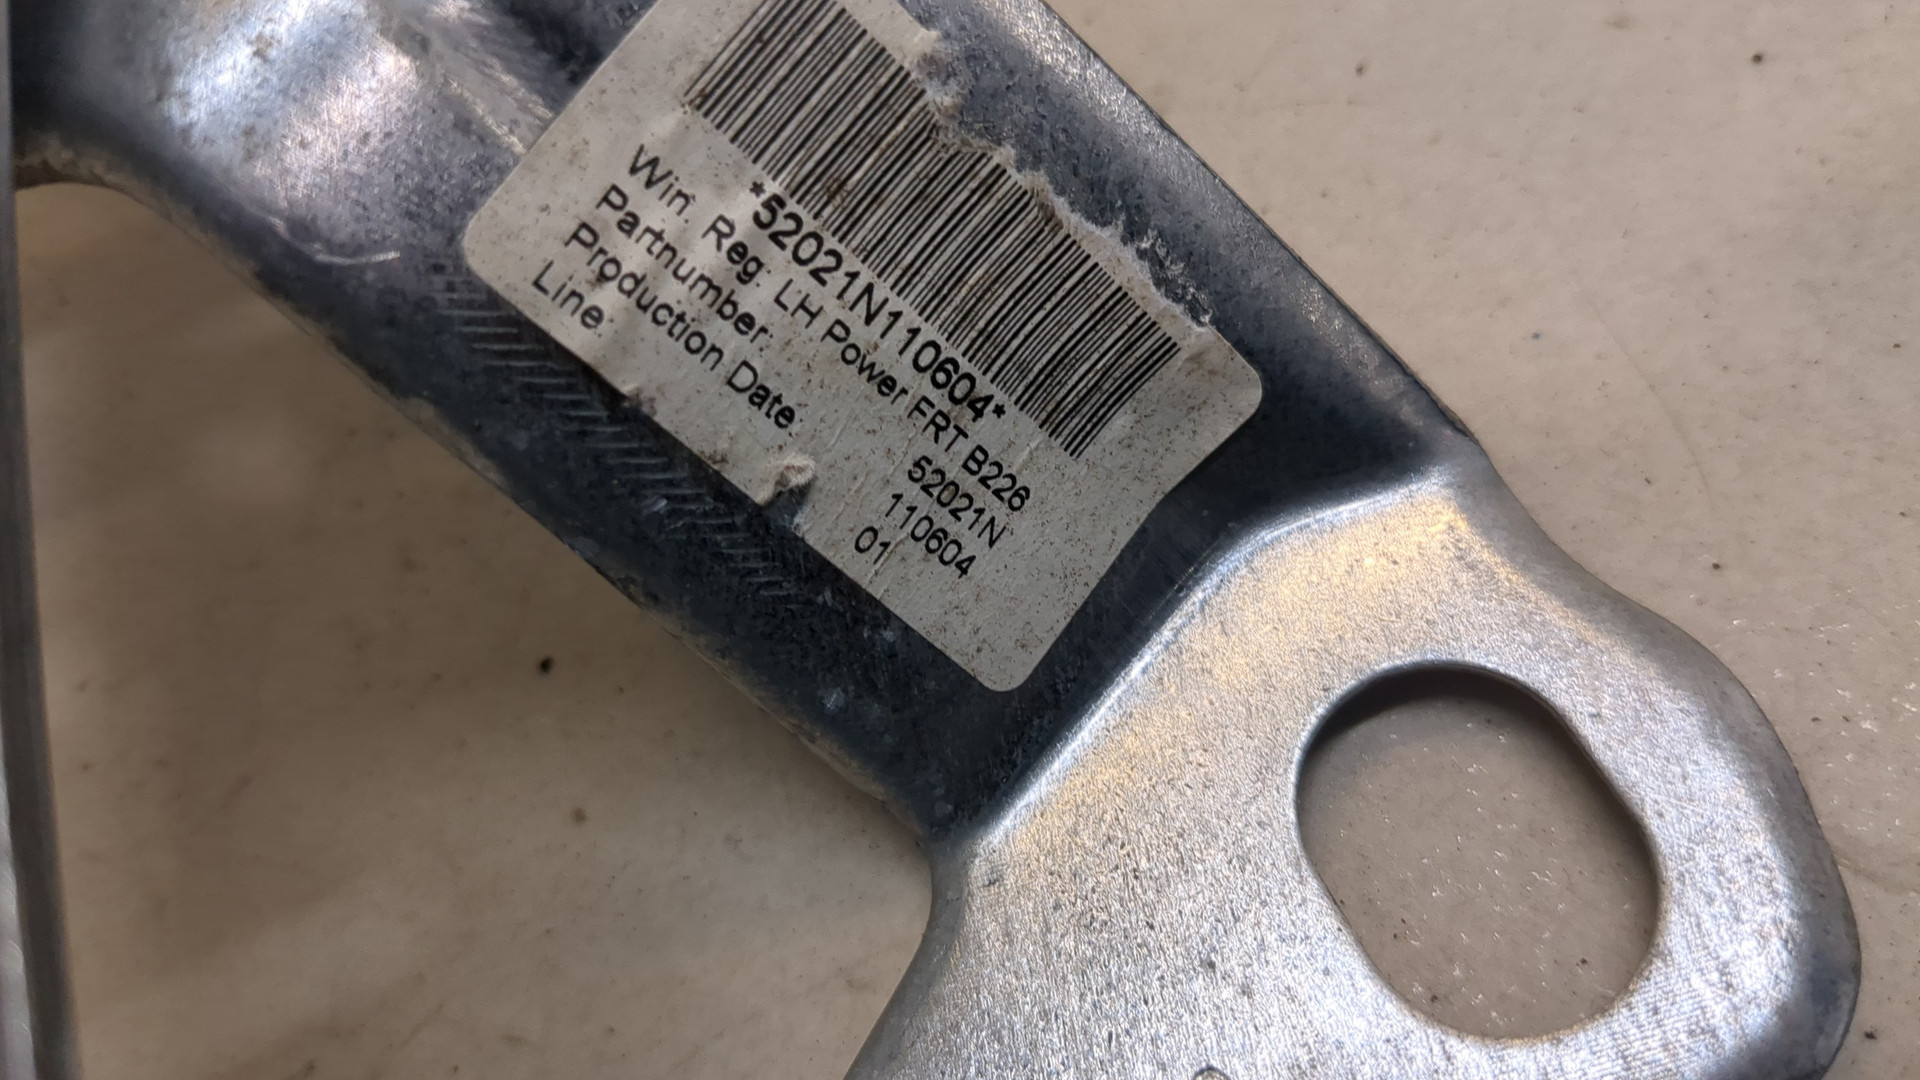 *52021N110604*
Win. Reg. LH Power FRT B226
Partnumber: 52021N
Production Date: 110604
Line: 01